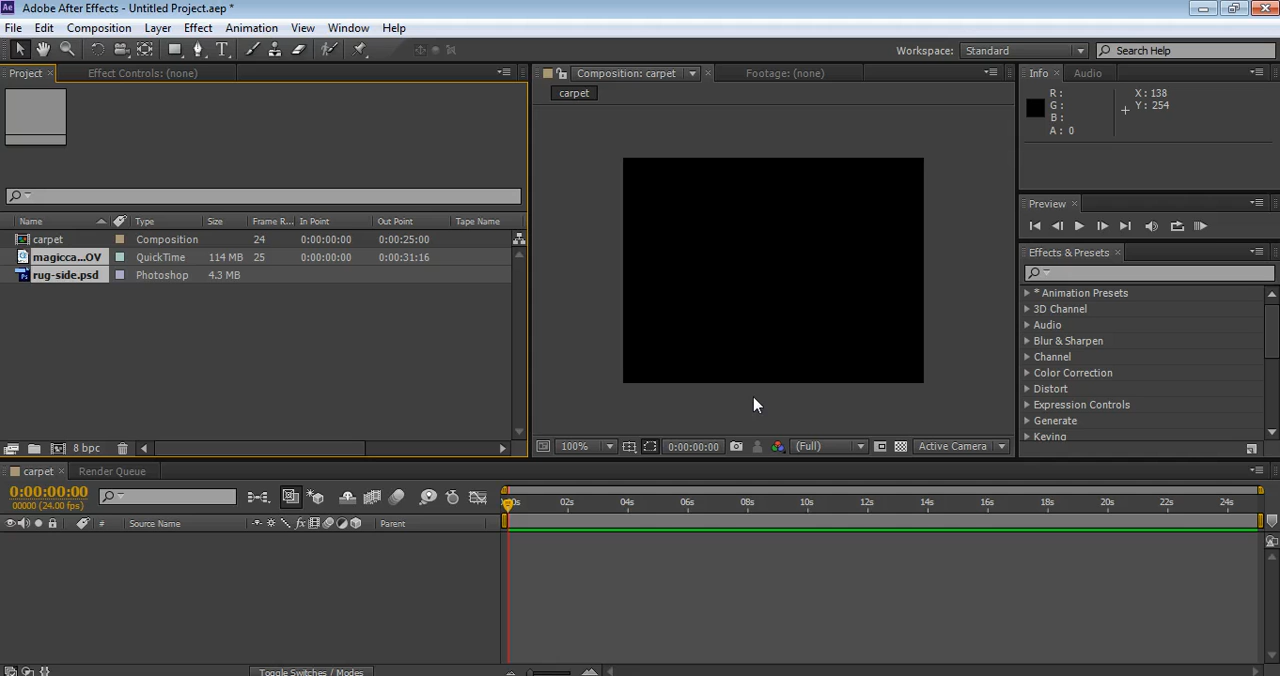 Ae Adobe After Effects - Untitled Project.aep *
File Edit Composition Layer Effect Animation View Window Help
Workspace: Standard Search Help
Project Effect Controls: (none) Composition: carpet Footage: (none) Info Audio
carpet
R: X: 138
G: Y: 254
B:
A: 0
Preview
Name Type Size Frame R... In Point Out Point Tape Name
carpet Composition 24 0:00:00:00 0:00:25:00
magicca...OV QuickTime 114 MB 25 0:00:00:00 0:00:31:16
rug-side.psd Photoshop 4.3 MB
Effects & Presets
* Animation Presets
3D Channel
Audio
Blur & Sharpen
Channel
Color Correction
Distort
Expression Controls
Generate
Keying
8 bpc 100% 0:00:00:00 (Full) Active Camera
carpet Render Queue
0:00:00:00
00000 (24.00 fps)
02s 04s 06s 08s 10s 12s 14s 16s 18s 20s 22s 24s
# Source Name fx Parent
Toggle Switches / Modes